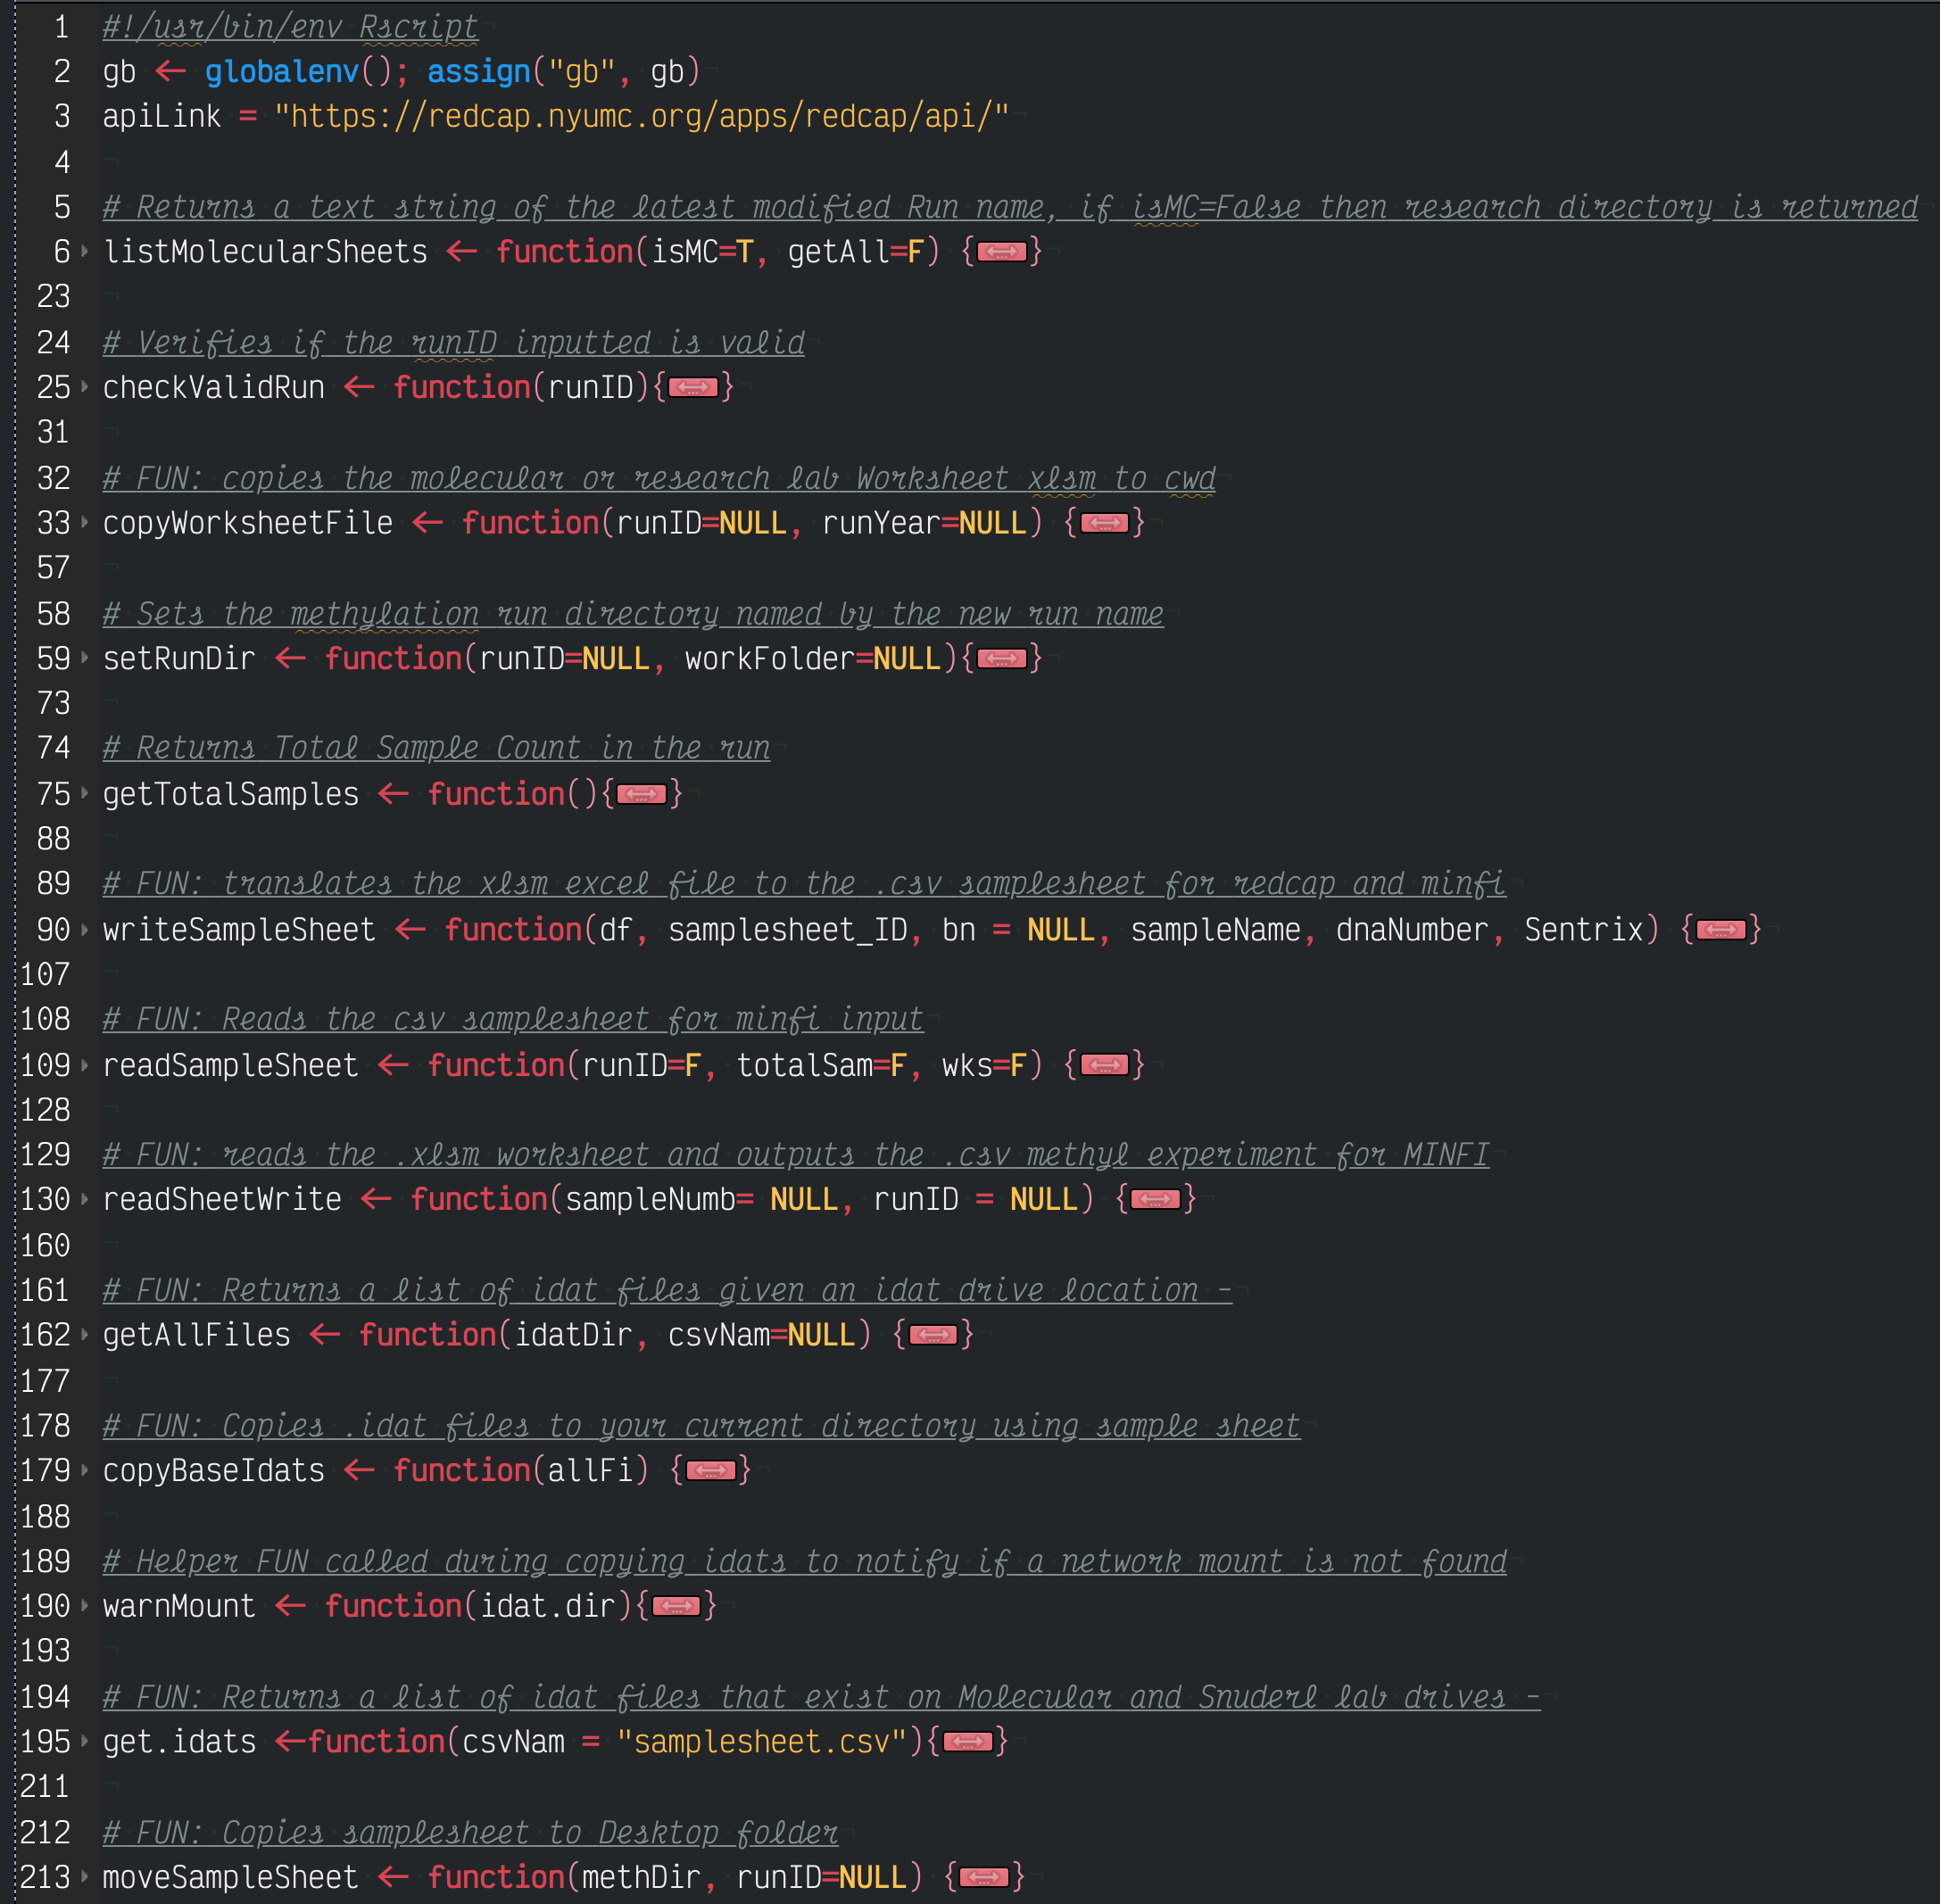 1 #!/usr/bin/env Rscript
2 gb <- globalenv(); assign("gb", gb)
3 apiLink = "https://redcap.nyumc.org/apps/redcap/api/"
4
5 # Returns a text string of the latest modified Run name, if isMC=False then research directory is returned
6 listMolecularSheets <- function(isMC=T, getAll=F) {...}
23
24 # Verifies if the runID inputted is valid
25 checkValidRun <- function(runID){...}
31
32 # FUN: copies the molecular or research lab Worksheet xlsm to cwd
33 copyWorksheetFile <- function(runID=NULL, runYear=NULL) {...}
57
58 # Sets the methylation run directory named by the new run name
59 setRunDir <- function(runID=NULL, workFolder=NULL){...}
73
74 # Returns Total Sample Count in the run
75 getTotalSamples <- function(){...}
88
89 # FUN: translates the xlsm excel file to the .csv samplesheet for redcap and minfi
90 writeSampleSheet <- function(df, samplesheet_ID, bn = NULL, sampleName, dnaNumber, Sentrix) {...}
107
108 # FUN: Reads the csv samplesheet for minfi input
109 readSampleSheet <- function(runID=F, totalSam=F, wks=F) {...}
128
129 # FUN: reads the .xlsm worksheet and outputs the .csv methyl experiment for MINFI
130 readSheetWrite <- function(sampleNumb= NULL, runID = NULL) {...}
160
161 # FUN: Returns a list of idat files given an idat drive location -
162 getAllFiles <- function(idatDir, csvNam=NULL) {...}
177
178 # FUN: Copies .idat files to your current directory using sample sheet
179 copyBaseIdats <- function(allFi) {...}
188
189 # Helper FUN called during copying idats to notify if a network mount is not found
190 warnMount <- function(idat.dir){...}
193
194 # FUN: Returns a list of idat files that exist on Molecular and Snuderl lab drives -
195 get.idats <-function(csvNam = "samplesheet.csv"){...}
211
212 # FUN: Copies samplesheet to Desktop folder
213 moveSampleSheet <- function(methDir, runID=NULL) {...}